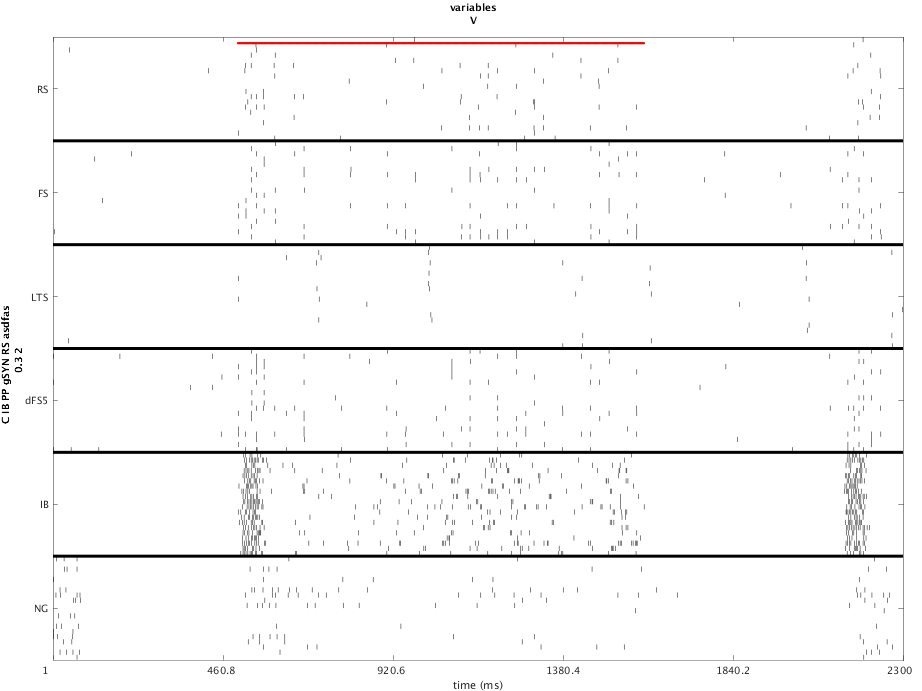 variables
V
RS
FS
LTS
dFS5
IB
NG
C IB PP gSYN RS asdfas
0.3 2
1
460.8
920.6
1380.4
1840.2
2300
time (ms)